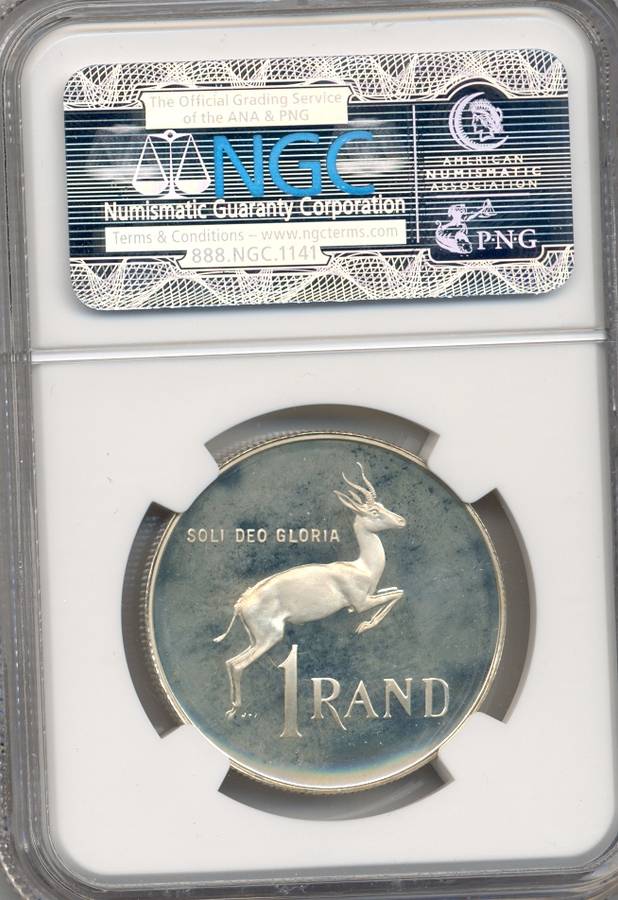 The Official Grading Service
of the ANA & PNG
NGC
Numismatic Guaranty Corporation
Terms & Conditions – www.ngcterms.com
888.NGC.1141
AMERICAN
NUMISMATIC
ASSOCIATION
P·N·G
SOLI DEO GLORIA
1 RAND